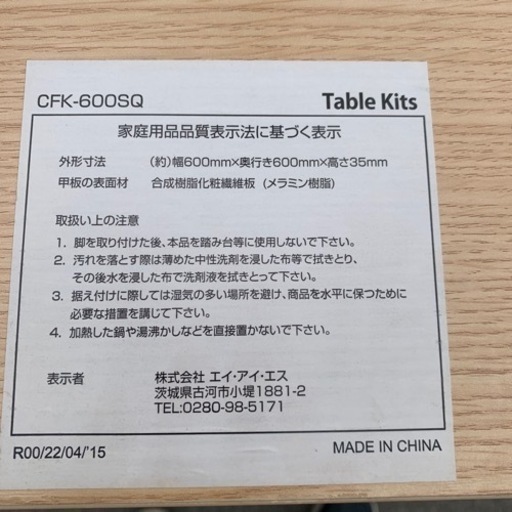 CFK-600SQ Table Kits
家庭用品品質表示法に基づく表示
外形寸法 (約)幅600mm×奥行き600mm×高さ35mm
甲板の表面材 合成樹脂化粧繊維板 (メラミン樹脂)
取扱い上の注意
1. 脚を取り付けた後、本品を踏み台等に使用しないで下さい。
2. 汚れを落とす際は薄めた中性洗剤を浸した布等で拭きとり、
その後水を浸した布で洗剤液を拭きとって下さい。
3. 据え付けに際しては湿気の多い場所を避け、商品を水平に保つために
必要な措置を講じて下さい。
4. 加熱した鍋や湯沸かしなどを直接置かないで下さい。
表示者 株式会社 エイ・アイ・エス
茨城県古河市小堤1881-2
TEL:0280-98-5171
R00/22/04/'15 MADE IN CHINA